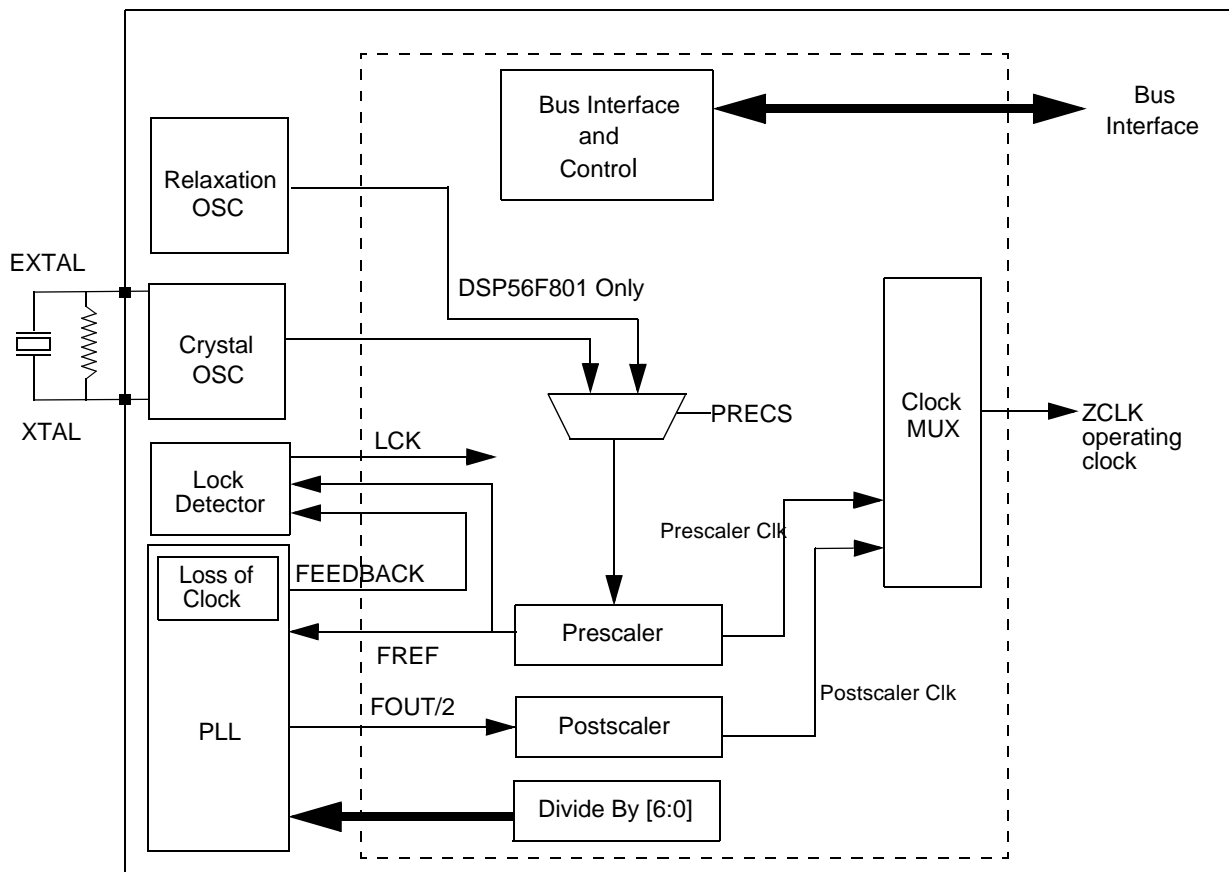 Bus Interface
and
Control
Bus
Interface
Relaxation
OSC
EXTAL
DSP56F801 Only
Crystal
OSC
XTAL
PRECS
Clock
MUX
ZCLK
operating
clock
LCK
Lock
Detector
Prescaler Clk
Loss of
Clock
FEEDBACK
Prescaler
FREF
Postscaler Clk
FOUT/2
Postscaler
PLL
Divide By [6:0]